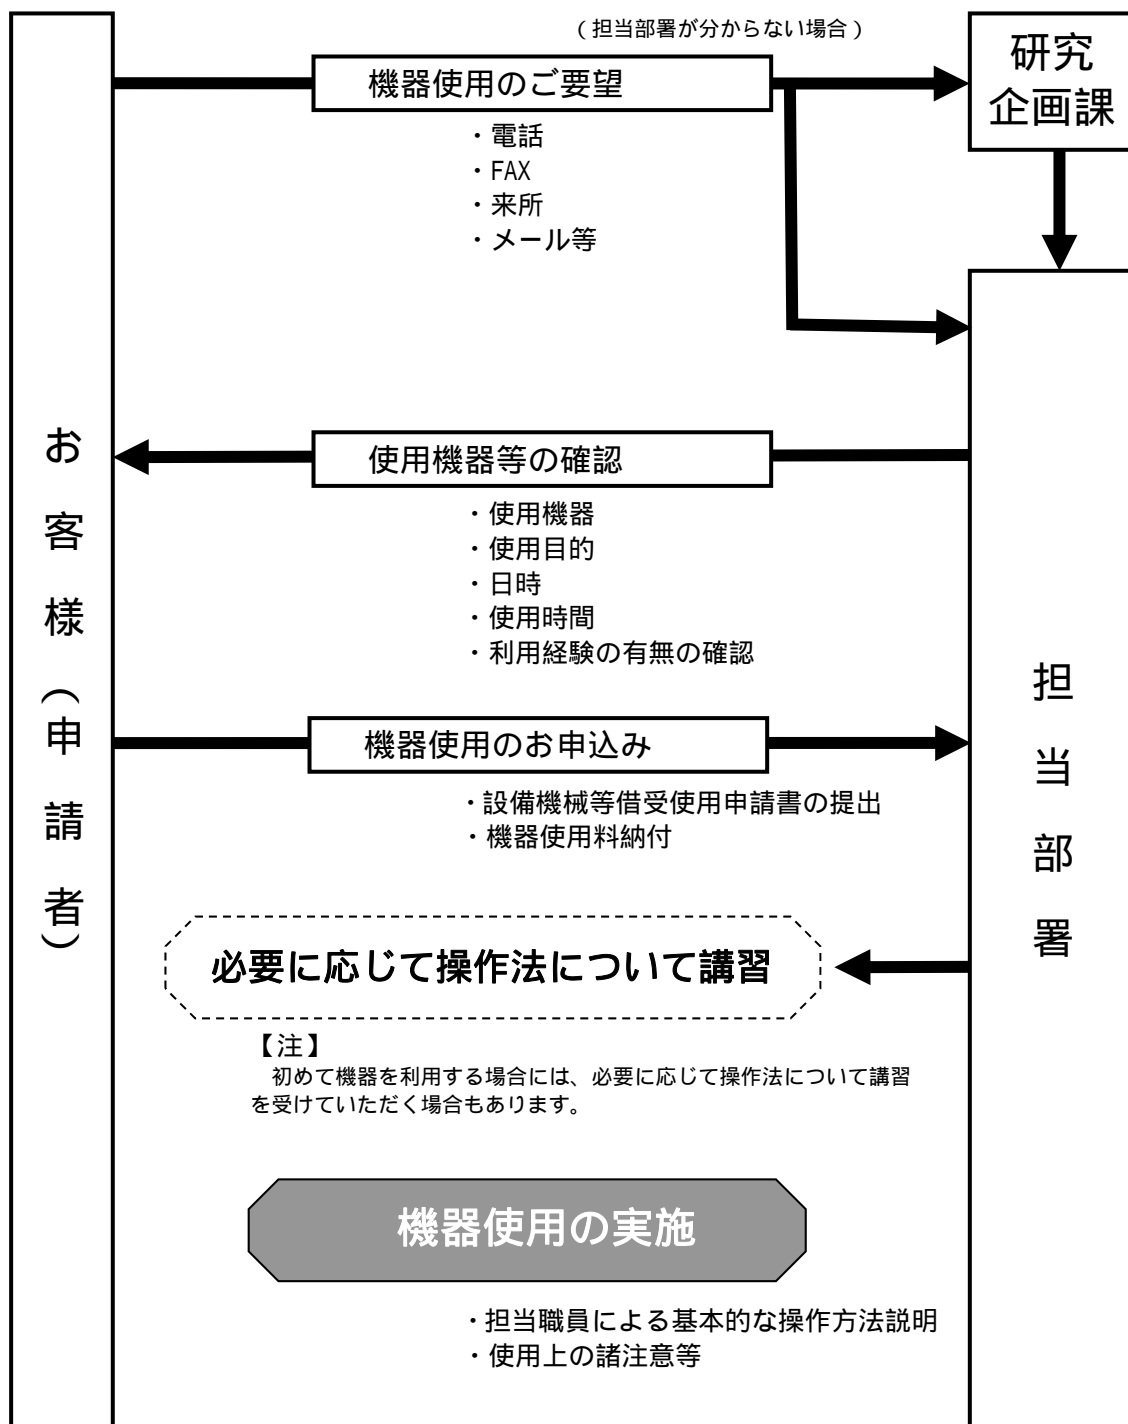 （担当部署が分からない場合）
研究
企画課
機器使用のご要望
・電話
・FAX
・来所
・メール等
お客様（申請者）
使用機器等の確認
・使用機器
・使用目的
・日時
・使用時間
・利用経験の有無の確認
担当部署
機器使用のお申込み
・設備機械等借受使用申請書の提出
・機器使用料納付
必要に応じて操作法について講習
【注】
初めて機器を利用する場合には、必要に応じて操作法について講習
を受けていただく場合もあります。
機器使用の実施
・担当職員による基本的な操作方法説明
・使用上の諸注意等